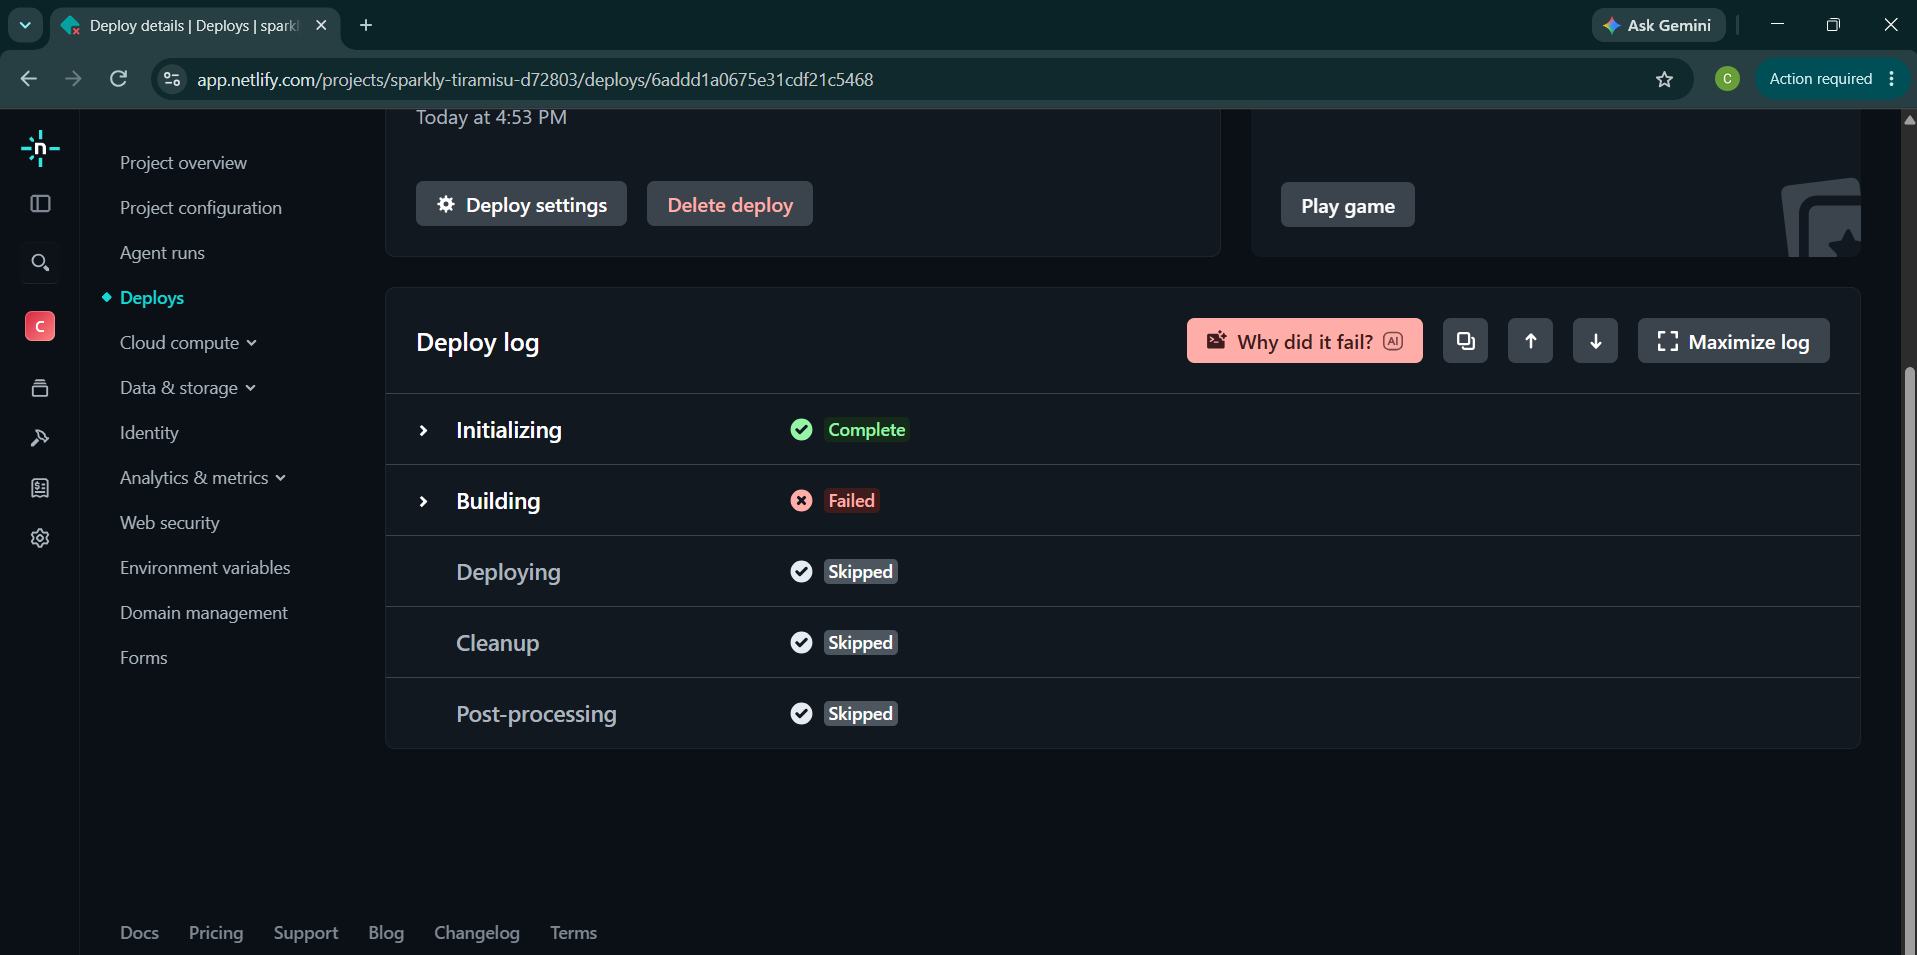 Deploy details | Deploys | spark
Ask Gemini
app.netlify.com/projects/sparkly-tiramisu-d72803/deploys/6addd1a0675e31cdf21c5468
C
Action required
n
C
Project overview
Project configuration
Agent runs
Deploys
Cloud compute
Data & storage
Identity
Analytics & metrics
Web security
Environment variables
Domain management
Forms
Today at 4:53 PM
Deploy settings
Delete deploy
Play game
Deploy log
Why did it fail? AI
Maximize log
Initializing Complete
Building Failed
Deploying Skipped
Cleanup Skipped
Post-processing Skipped
Docs Pricing Support Blog Changelog Terms